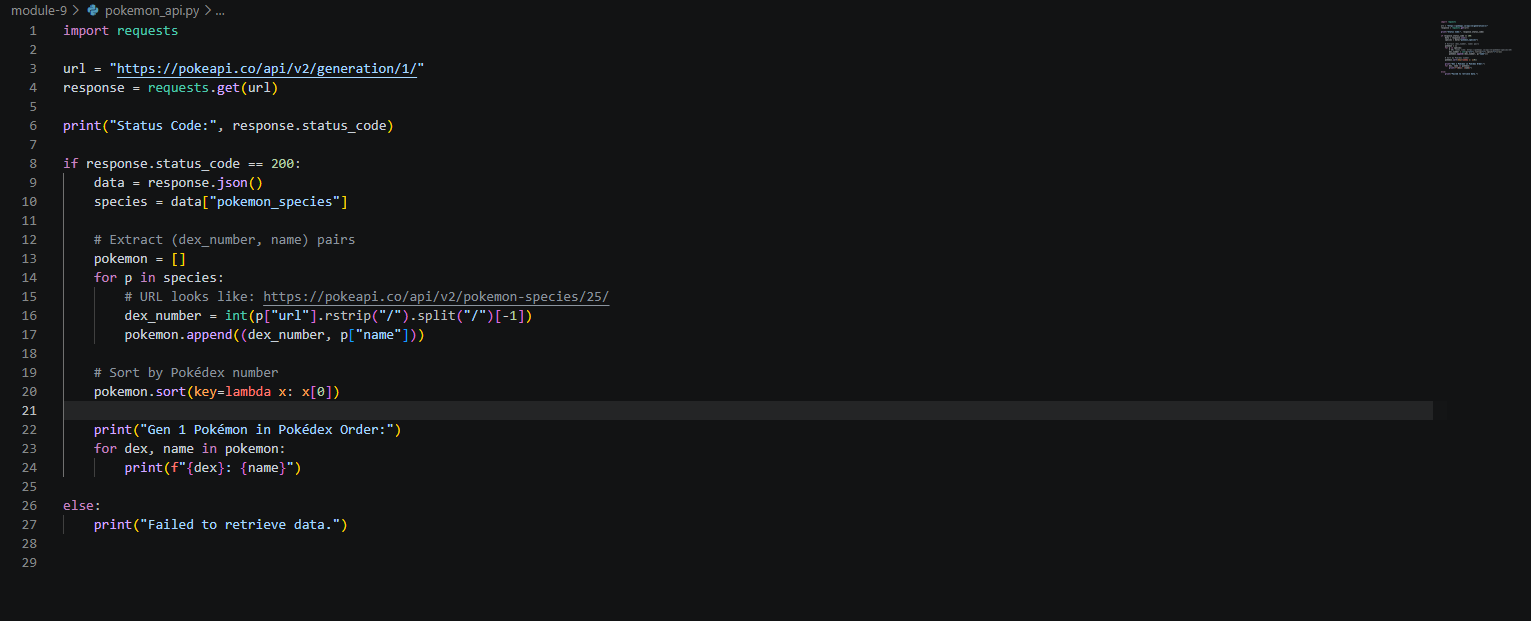 module-9 > pokemon_api.py > ...
1 import requests
2
3 url = "https://pokeapi.co/api/v2/generation/1/"
4 response = requests.get(url)
5
6 print("Status Code:", response.status_code)
7
8 if response.status_code == 200:
9     data = response.json()
10     species = data["pokemon_species"]
11
12     # Extract (dex_number, name) pairs
13     pokemon = []
14     for p in species:
15         # URL looks like: https://pokeapi.co/api/v2/pokemon-species/25/
16         dex_number = int(p["url"].rstrip("/").split("/")[-1])
17         pokemon.append((dex_number, p["name"]))
18
19     # Sort by Pokédex number
20     pokemon.sort(key=lambda x: x[0])
21
22     print("Gen 1 Pokémon in Pokédex Order:")
23     for dex, name in pokemon:
24         print(f"{dex}: {name}")
25
26 else:
27     print("Failed to retrieve data.")
28
29